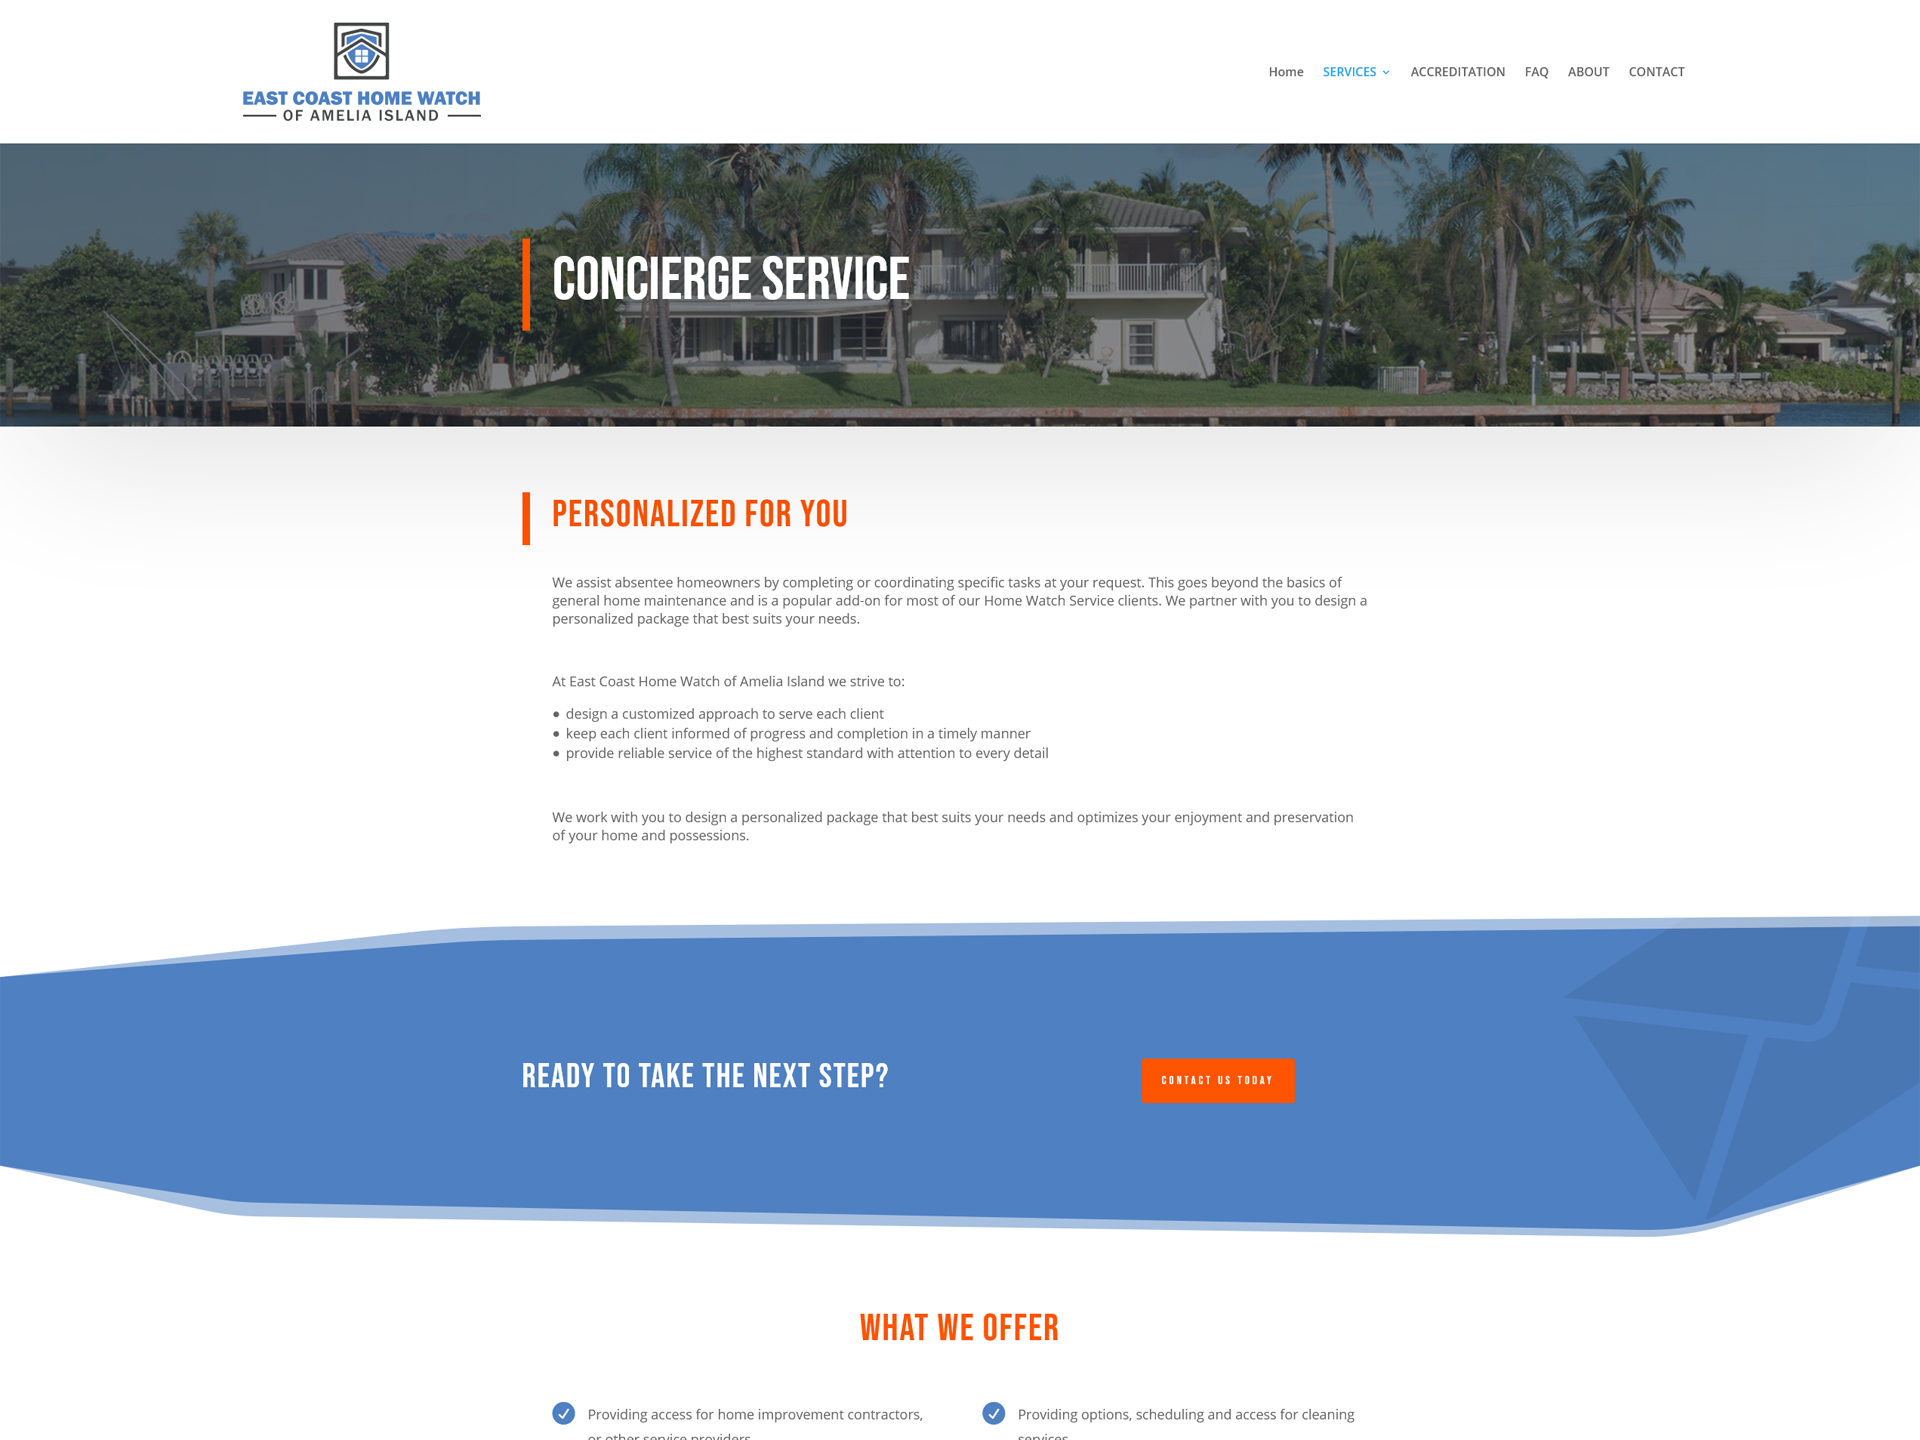 EAST COAST HOME WATCH
OF AMELIA ISLAND
Home SERVICES ACCREDITATION FAQ ABOUT CONTACT
CONCIERGE SERVICE
PERSONALIZED FOR YOU
We assist absentee homeowners by completing or coordinating specific tasks at your request. This goes beyond the basics of
general home maintenance and is a popular add-on for most of our Home Watch Service clients. We partner with you to design a
personalized package that best suits your needs.
At East Coast Home Watch of Amelia Island we strive to:
● design a customized approach to serve each client
● keep each client informed of progress and completion in a timely manner
● provide reliable service of the highest standard with attention to every detail
We work with you to design a personalized package that best suits your needs and optimizes your enjoyment and preservation
of your home and possessions.
READY TO TAKE THE NEXT STEP?
CONTACT US TODAY
WHAT WE OFFER
Providing access for home improvement contractors,
or other service providers
Providing options, scheduling and access for cleaning
services